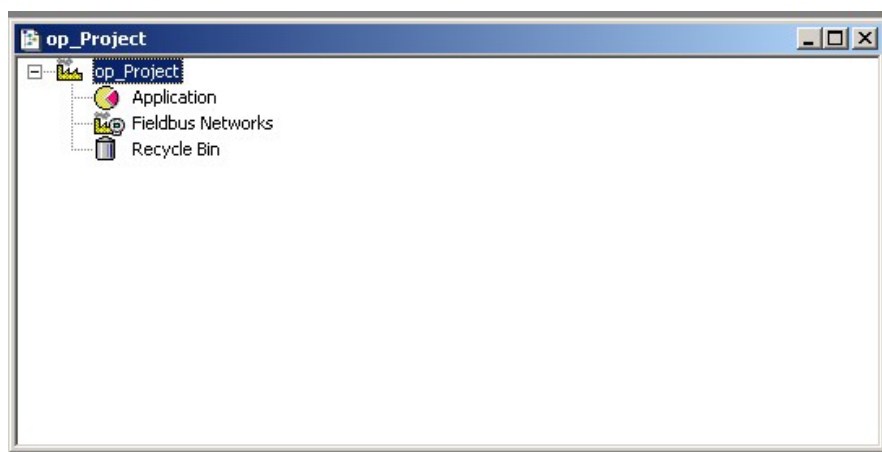 op_Project
op_Project
Application
Fieldbus Networks
Recycle Bin